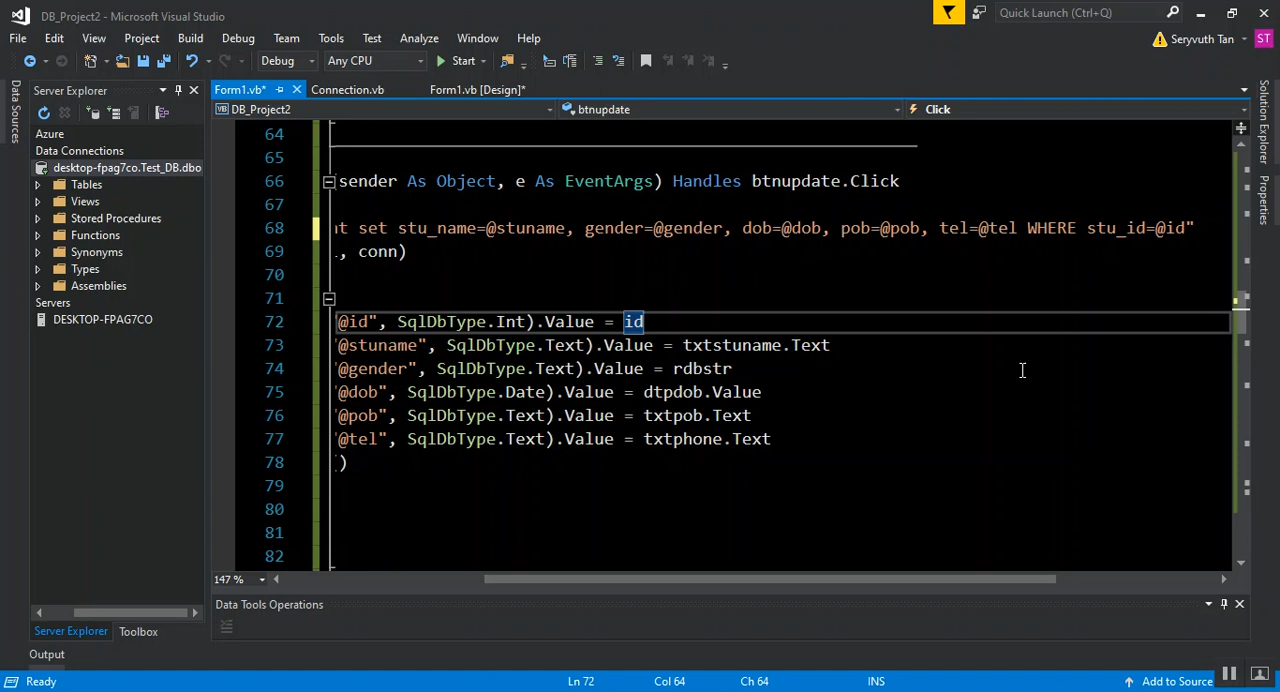 DB_Project2 - Microsoft Visual Studio
Quick Launch (Ctrl+Q)
File Edit View Project Build Debug Team Tools Test Analyze Window Help
Seryvuth Tan ST
Debug Any CPU Start
Data Sources
Server Explorer
Azure
Data Connections
desktop-fpag7co.Test_DB.dbo
Tables
Views
Stored Procedures
Functions
Synonyms
Types
Assemblies
Servers
DESKTOP-FPAG7CO
Server Explorer Toolbox
Form1.vb* Connection.vb Form1.vb [Design]*
DB_Project2 btnupdate Click
64
65
66 (sender As Object, e As EventArgs) Handles btnupdate.Click
67
68 nt set stu_name=@stuname, gender=@gender, dob=@dob, pob=@pob, tel=@tel WHERE stu_id=@id"
69 , conn)
70
71
72 @id", SqlDbType.Int).Value = id
73 @stuname", SqlDbType.Text).Value = txtstuname.Text
74 @gender", SqlDbType.Text).Value = rdbstr
75 @dob", SqlDbType.Date).Value = dtpdob.Value
76 @pob", SqlDbType.Text).Value = txtpob.Text
77 @tel", SqlDbType.Text).Value = txtphone.Text
78 )
79
80
81
82
147 %
Solution Explorer
Properties
Data Tools Operations
Output
Ready Ln 72 Col 64 Ch 64 INS Add to Source